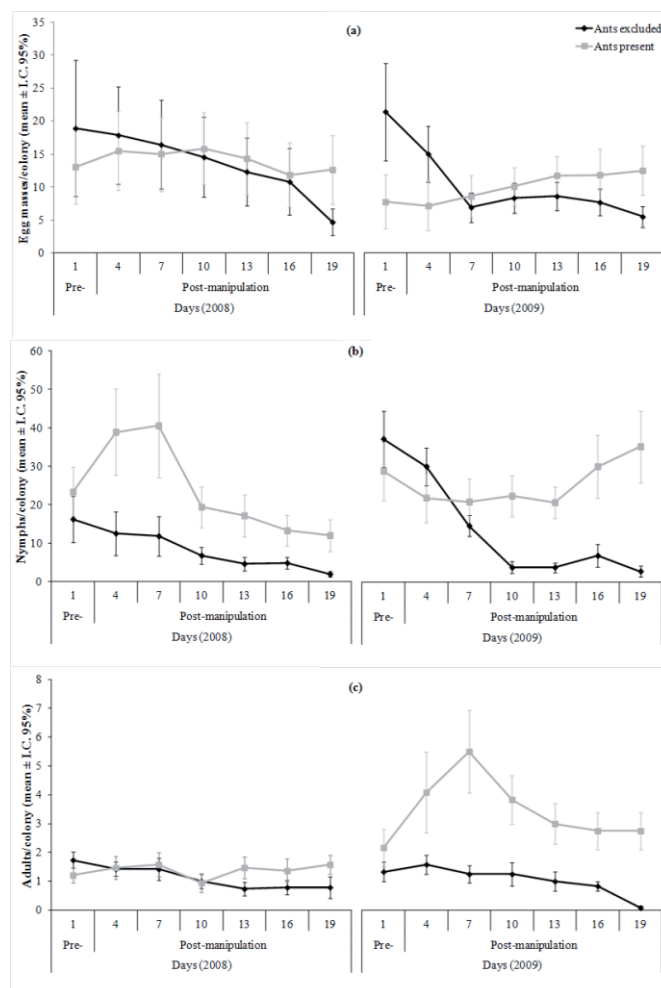 (a)
Ants excluded
Ants present
Egg masses/colony (mean ± I.C. 95%)
35
30
25
20
15
10
5
0
1 4 7 10 13 16 19 1 4 7 10 13 16 19
Pre- Post-manipulation Pre- Post-manipulation
Days (2008) Days (2009)
(b)
Nymphs/colony (mean ± I.C. 95%)
60
50
40
30
20
10
0
1 4 7 10 13 16 19 1 4 7 10 13 16 19
Pre- Post-manipulation Pre- Post-manipulation
Days (2008) Days (2009)
(c)
Adults/colony (mean ± I.C. 95%)
8
7
6
5
4
3
2
1
0
1 4 7 10 13 16 19 1 4 7 10 13 16 19
Pre- Post-manipulation Pre- Post-manipulation
Days (2008) Days (2009)